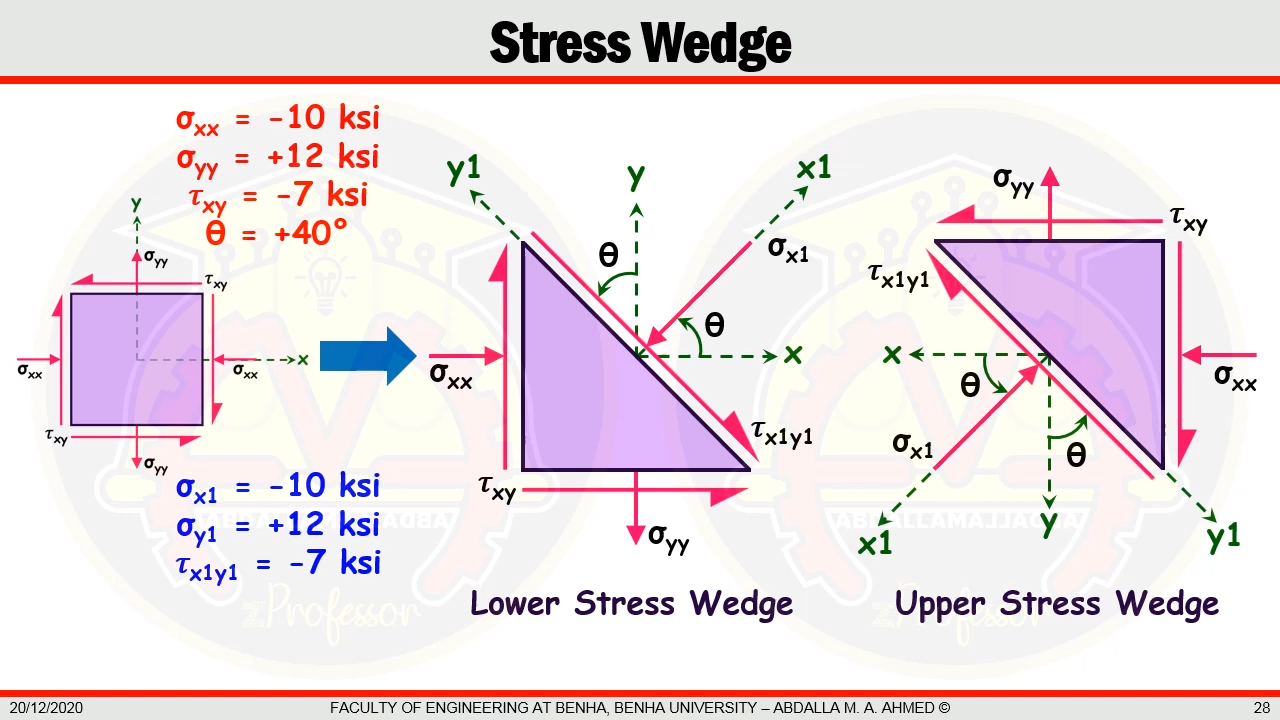 Stress Wedge
σxx = -10 ksi
σyy = +12 ksi
τxy = -7 ksi
θ = +40°
y
σyy
τxy
x
σxx
σxx
τxy
σyy
σx1 = -10 ksi
σy1 = +12 ksi
τx1y1 = -7 ksi
y1
y
x1
θ
σx1
θ
x
σxx
τx1y1
τxy
σyy
Lower Stress Wedge
σyy
τxy
τx1y1
x
θ
σxx
σx1
θ
x1
y
y1
Upper Stress Wedge
ABDALLAMALLAADBA
zProfessor
zProfessor
20/12/2020
FACULTY OF ENGINEERING AT BENHA, BENHA UNIVERSITY – ABDALLA M. A. AHMED ©
28